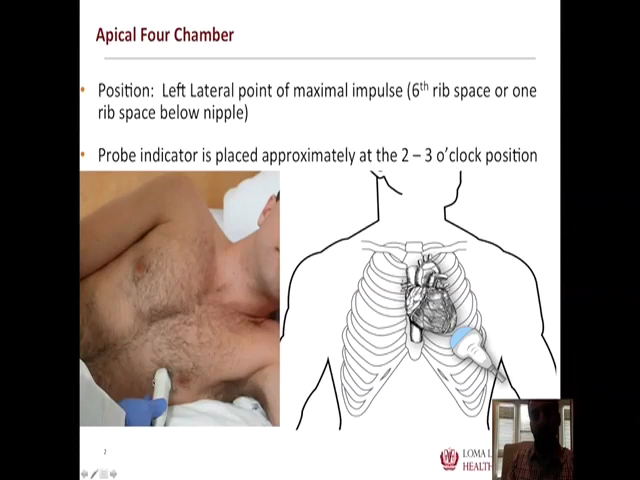 Apical Four Chamber
• Position: Left Lateral point of maximal impulse (6th rib space or one
rib space below nipple)
• Probe indicator is placed approximately at the 2 – 3 o'clock position
2
LOMA
HEALTH